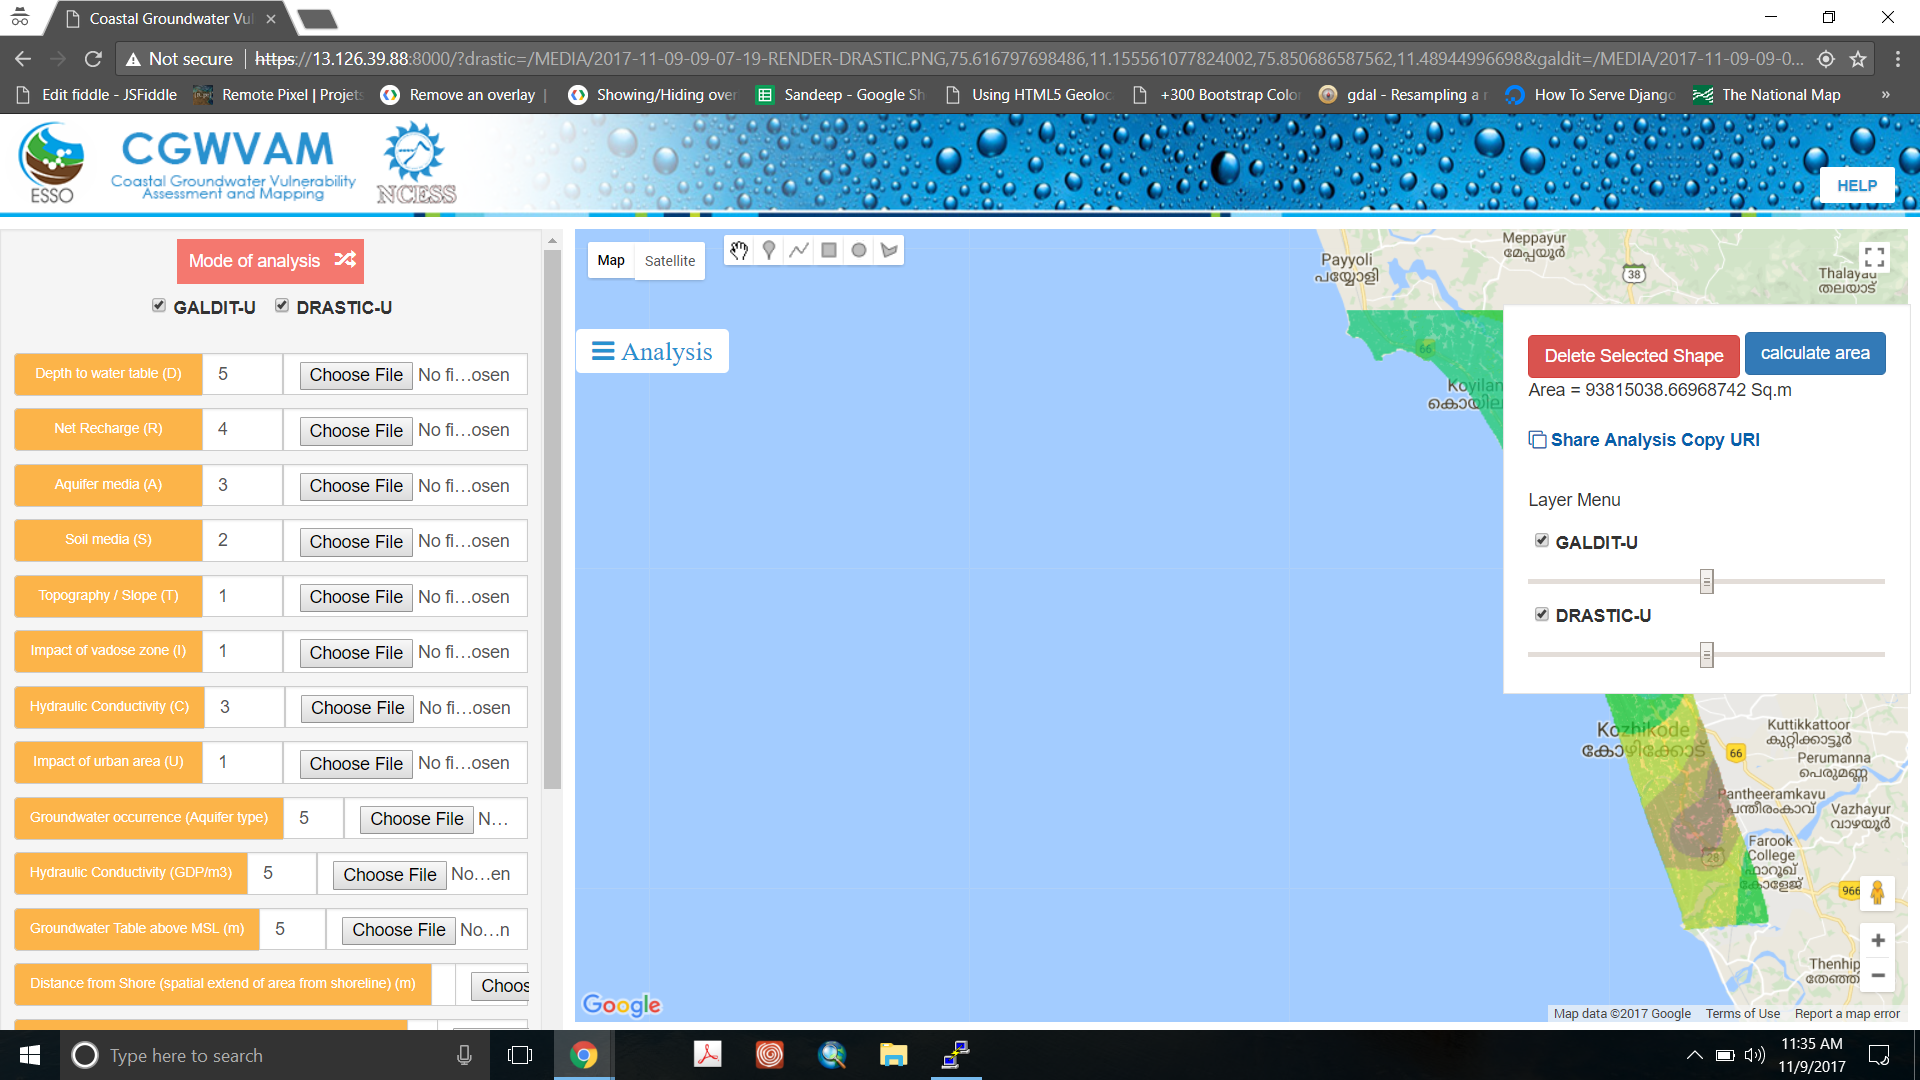 Coastal Groundwater Vul
Not secure
https://13.126.39.88:8000/?drastic=/MEDIA/2017-11-09-09-07-19-RENDER-DRASTIC.PNG,75.616797698486,11.155561077824002,75.850686587562,11.48944996698&galdit=/MEDIA/2017-11-09-09-0...
Edit fiddle - JSFiddle
Remote Pixel | Projets
Remove an overlay |
Showing/Hiding over
Sandeep - Google Sh
Using HTML5 Geoloc
+300 Bootstrap Color
gdal - Resampling a r
How To Serve Django
The National Map
»
ESSO
CGWVAM
Coastal Groundwater Vulnerability
Assessment and Mapping
NCESS
HELP
Mode of analysis
GALDIT-U
DRASTIC-U
Depth to water table (D) 5 Choose File No fi...osen
Net Recharge (R) 4 Choose File No fi...osen
Aquifer media (A) 3 Choose File No fi...osen
Soil media (S) 2 Choose File No fi...osen
Topography / Slope (T) 1 Choose File No fi...osen
Impact of vadose zone (I) 1 Choose File No fi...osen
Hydraulic Conductivity (C) 3 Choose File No fi...osen
Impact of urban area (U) 1 Choose File No fi...osen
Groundwater occurrence (Aquifer type) 5 Choose File N...
Hydraulic Conductivity (GDP/m3) 5 Choose File No...en
Groundwater Table above MSL (m) 5 Choose File No...n
Distance from Shore (spatial extend of area from shoreline) (m) Choos
Map
Satellite
Analysis
Meppayur
മേപ്പയൂർ
Payyoli
പയ്യോളി
38
Thalayad
തലയാട്
66
Koyilan
കൊയില
Delete Selected Shape
calculate area
Area = 93815038.66968742 Sq.m
Share Analysis Copy URI
Layer Menu
GALDIT-U
DRASTIC-U
Kozhikode
കോഴിക്കോട്
Kuttikkattoor
കുറ്റിക്കാട്ടൂർ
66
Perumanna
പെരുമണ്ണ
Pantheeramkavu
പന്തീരംകാവ്
Vazhayur
വാഴയൂർ
Farook
College
ഫാറൂഖ്
കോളേജ്
28
966
Thenhip
തേഞ്ഞി
Google
Map data ©2017 Google
Terms of Use
Report a map error
Type here to search
11:35 AM
11/9/2017